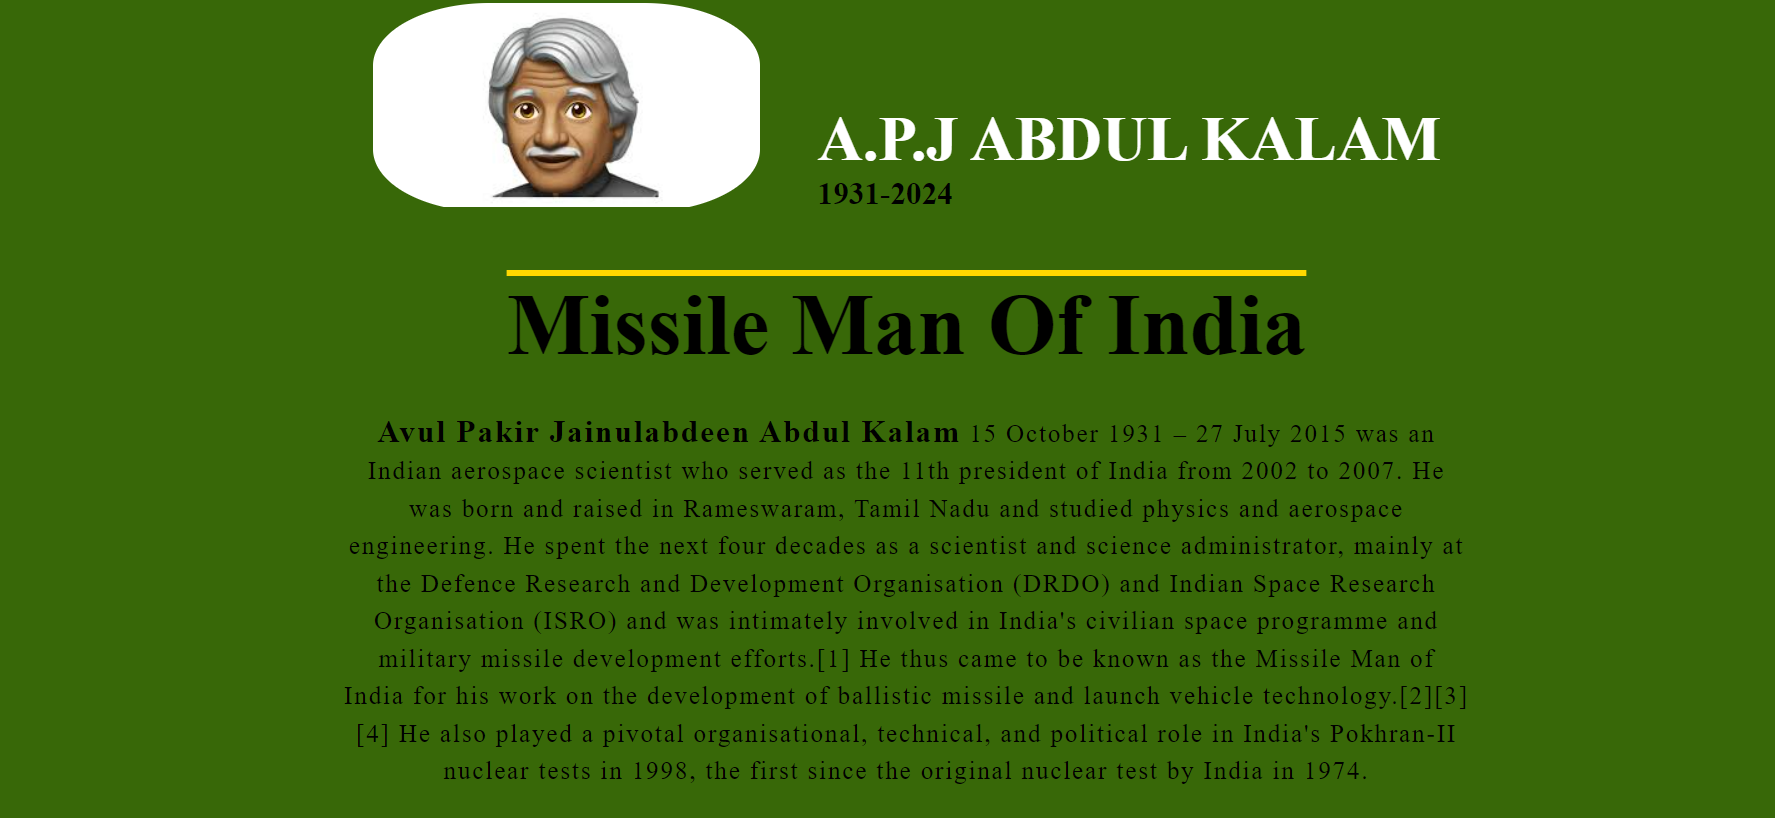 A.P.J ABDUL KALAM
1931-2024
Missile Man Of India
Avul Pakir Jainulabdeen Abdul Kalam 15 October 1931 – 27 July 2015 was an
Indian aerospace scientist who served as the 11th president of India from 2002 to 2007. He
was born and raised in Rameswaram, Tamil Nadu and studied physics and aerospace
engineering. He spent the next four decades as a scientist and science administrator, mainly at
the Defence Research and Development Organisation (DRDO) and Indian Space Research
Organisation (ISRO) and was intimately involved in India's civilian space programme and
military missile development efforts.[1] He thus came to be known as the Missile Man of
India for his work on the development of ballistic missile and launch vehicle technology.[2][3]
[4] He also played a pivotal organisational, technical, and political role in India's Pokhran-II
nuclear tests in 1998, the first since the original nuclear test by India in 1974.